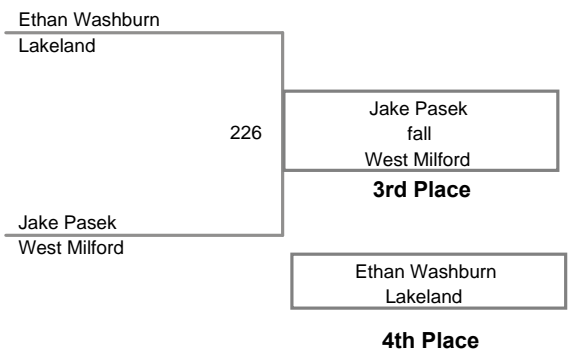 Ethan Washburn
Lakeland
226
Jake Pasek
fall
West Milford
3rd Place
Jake Pasek
West Milford
Ethan Washburn
Lakeland
4th Place